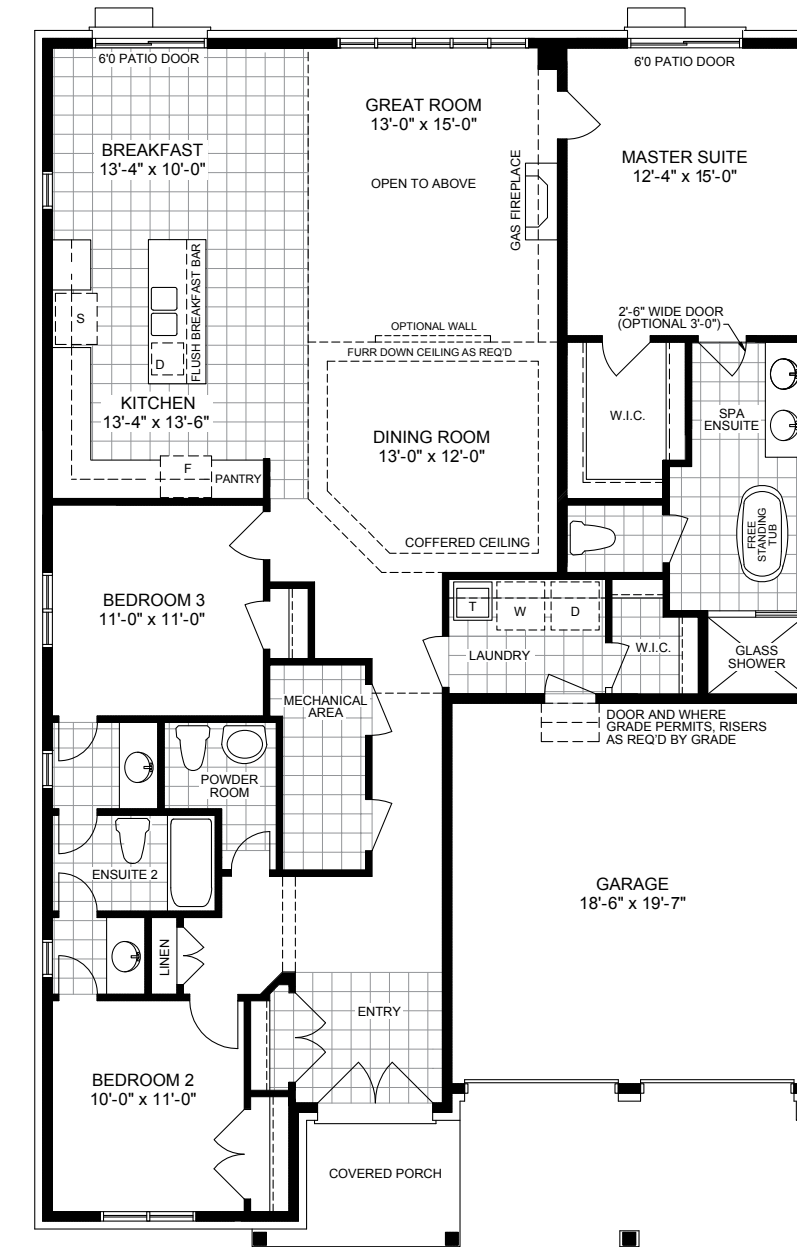 6'0 PATIO DOOR
6'0 PATIO DOOR
GREAT ROOM
13'-0" x 15'-0"
BREAKFAST
13'-4" x 10'-0"
MASTER SUITE
12'-4" x 15'-0"
OPEN TO ABOVE
GAS FIREPLACE
FLUSH BREAKFAST BAR
S
D
2'-6" WIDE DOOR
(OPTIONAL 3'-0")
OPTIONAL WALL
FURR DOWN CEILING AS REQ'D
KITCHEN
13'-4" x 13'-6"
W.I.C.
SPA
ENSUITE
DINING ROOM
13'-0" x 12'-0"
F
PANTRY
FREE
STANDING
TUB
COFFERED CEILING
BEDROOM 3
11'-0" x 11'-0"
T
W
D
LAUNDRY
W.I.C.
GLASS
SHOWER
MECHANICAL
AREA
DOOR AND WHERE
GRADE PERMITS, RISERS
AS REQ'D BY GRADE
POWDER
ROOM
ENSUITE 2
GARAGE
18'-6" x 19'-7"
LINEN
ENTRY
BEDROOM 2
10'-0" x 11'-0"
COVERED PORCH